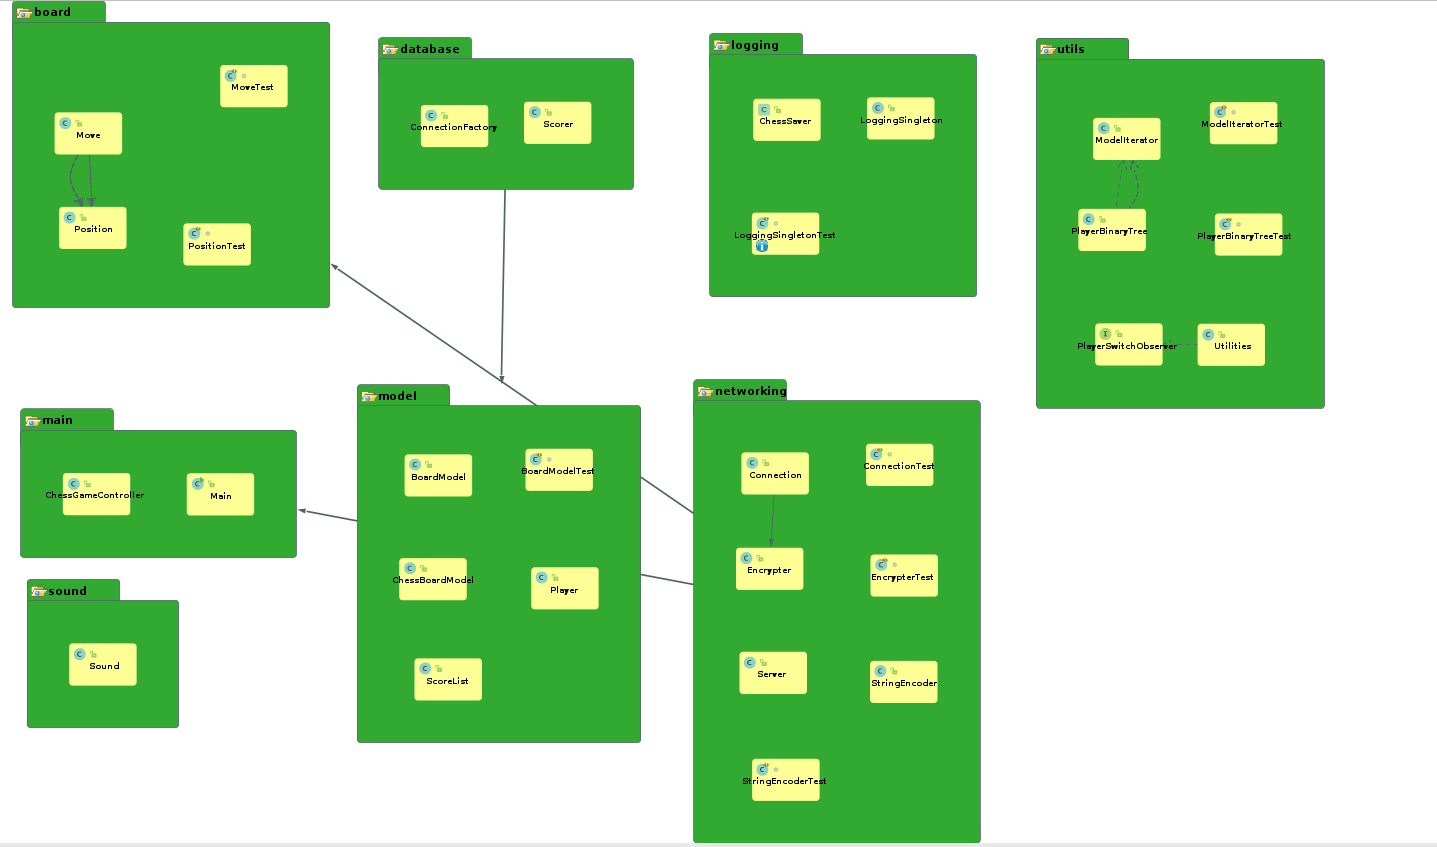 board
MoveTest
Move
Position
PositionTest
database
ConnectionFactory
Scorer
logging
ChessSaver
LoggingSingleton
LoggingSingletonTest
utils
ModelIterator
ModelIteratorTest
PlayerBinaryTree
PlayerBinaryTreeTest
PlayerSwitchObserver
Utilities
main
ChessGameController
Main
sound
Sound
model
BoardModel
BoardModelTest
ChessBoardModel
Player
ScoreList
networking
Connection
ConnectionTest
Encrypter
EncrypterTest
Server
StringEncoder
StringEncoderTest